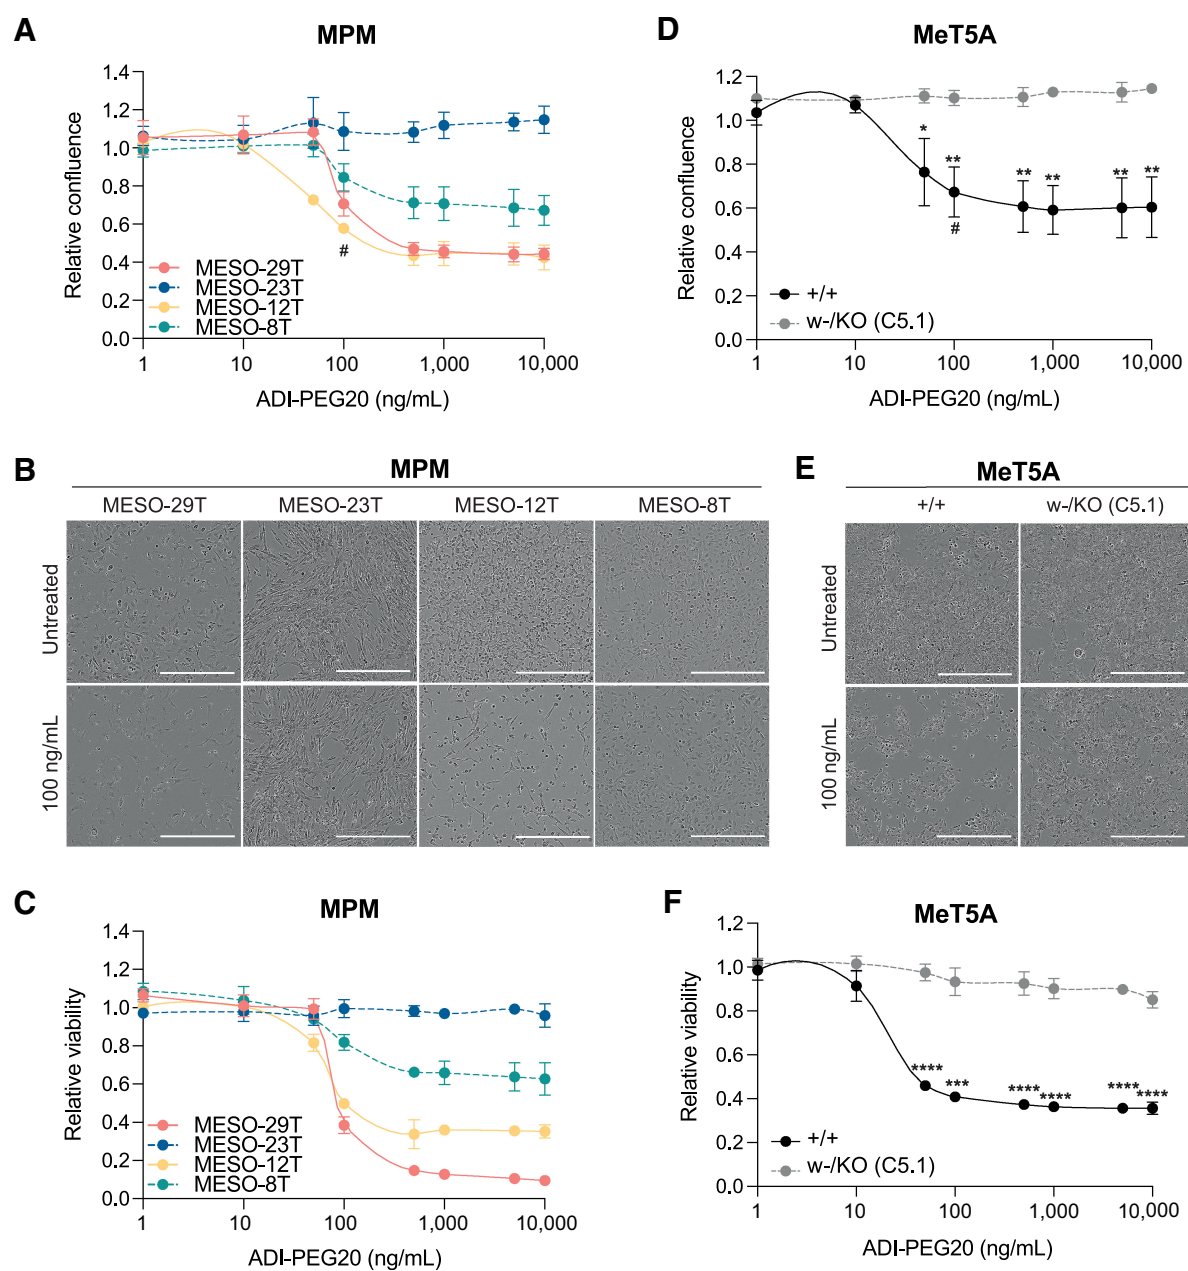 A
MPM
1.4
1.2
1.0
0.8
0.6
0.4
1.0
0.0
Relative confluence
#
MESO-29T
MESO-23T
MESO-12T
MESO-8T
1
10
100
1,000
10,000
ADI-PEG20 (ng/mL)
D
MeT5A
1.2
1.0
0.8
0.6
0.4
0.2
0.0
Relative confluence
*
**
**
**
**
**
#
+/+
w-/KO (C5.1)
1
10
100
1,000
10,000
ADI-PEG20 (ng/mL)
B
MPM
MESO-29T
MESO-23T
MESO-12T
MESO-8T
Untreated
100 ng/mL
E
MeT5A
+/+
w-/KO (C5.1)
Untreated
100 ng/mL
C
MPM
1.4
1.2
1.0
0.8
0.6
0.4
0.2
0.0
Relative viability
MESO-29T
MESO-23T
MESO-12T
MESO-8T
1
10
100
1,000
10,000
ADI-PEG20 (ng/mL)
F
MeT5A
1.2
1.0
0.8
0.6
0.4
0.2
0.0
Relative viability
****
***
****
****
****
****
+/+
w-/KO (C5.1)
1
10
100
1,000
10,000
ADI-PEG20 (ng/mL)